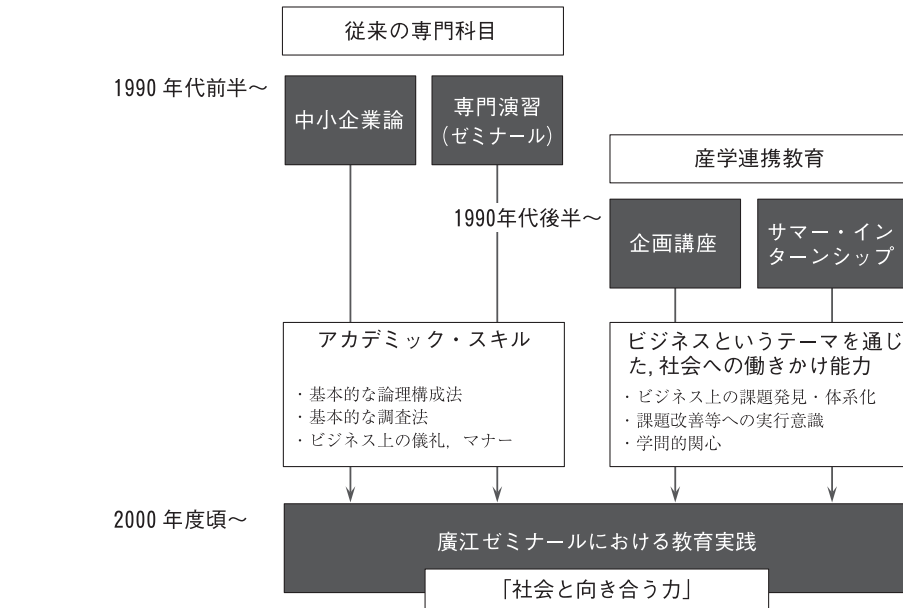 従来の専門科目
1990年代前半〜
中小企業論
専門演習
（ゼミナール）
産学連携教育
1990年代後半〜
企画講座
サマー・イン
ターンシップ
アカデミック・スキル
・基本的な論理構成法
・基本的な調査法
・ビジネス上の儀礼，マナー
ビジネスというテーマを通じ
た，社会への働きかけ能力
・ビジネス上の課題発見・体系化
・課題改善等への実行意識
・学問的関心
2000年度頃〜
廣江ゼミナールにおける教育実践
「社会と向き合う力」